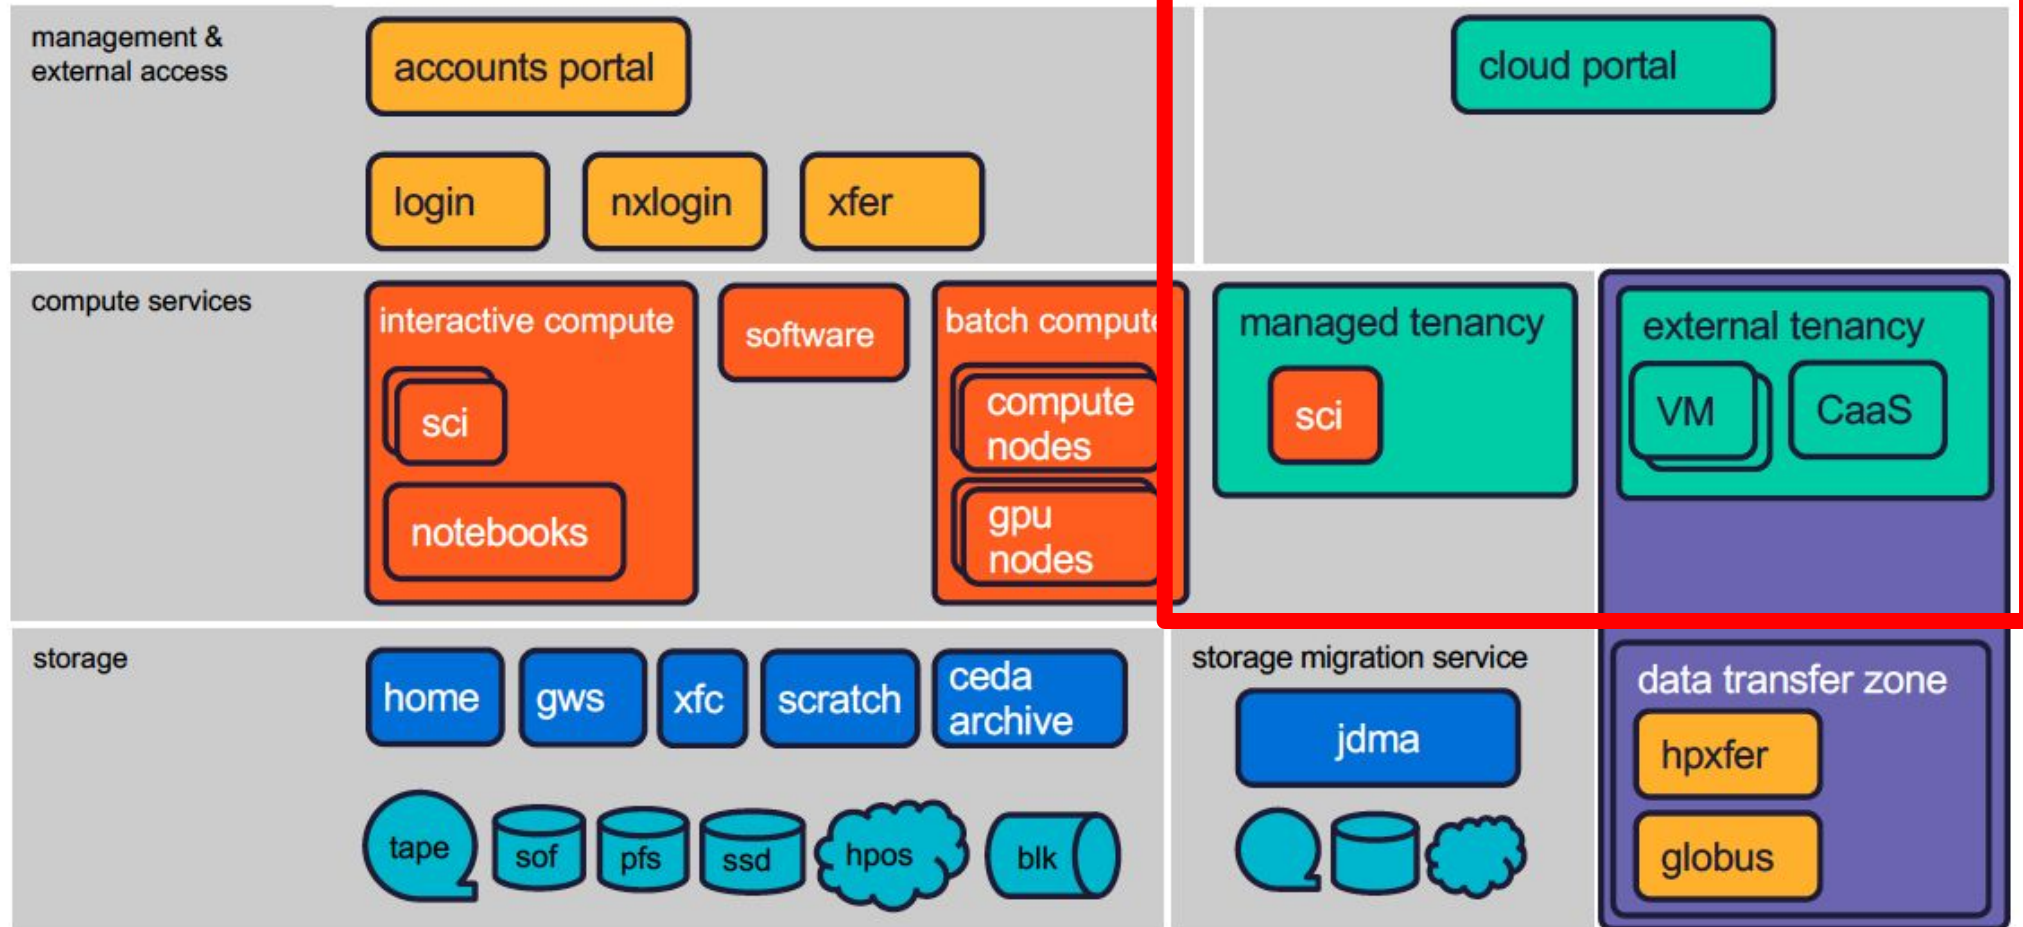 management &
external access
accounts portal
cloud portal
login
nxlogin
xfer
compute services
interactive compute
sci
notebooks
software
batch compute
compute
nodes
gpu
nodes
managed tenancy
sci
external tenancy
VM
CaaS
storage
home
gws
xfc
scratch
ceda
archive
tape
sof
pfs
ssd
hpos
blk
storage migration service
jdma
data transfer zone
hpxfer
globus